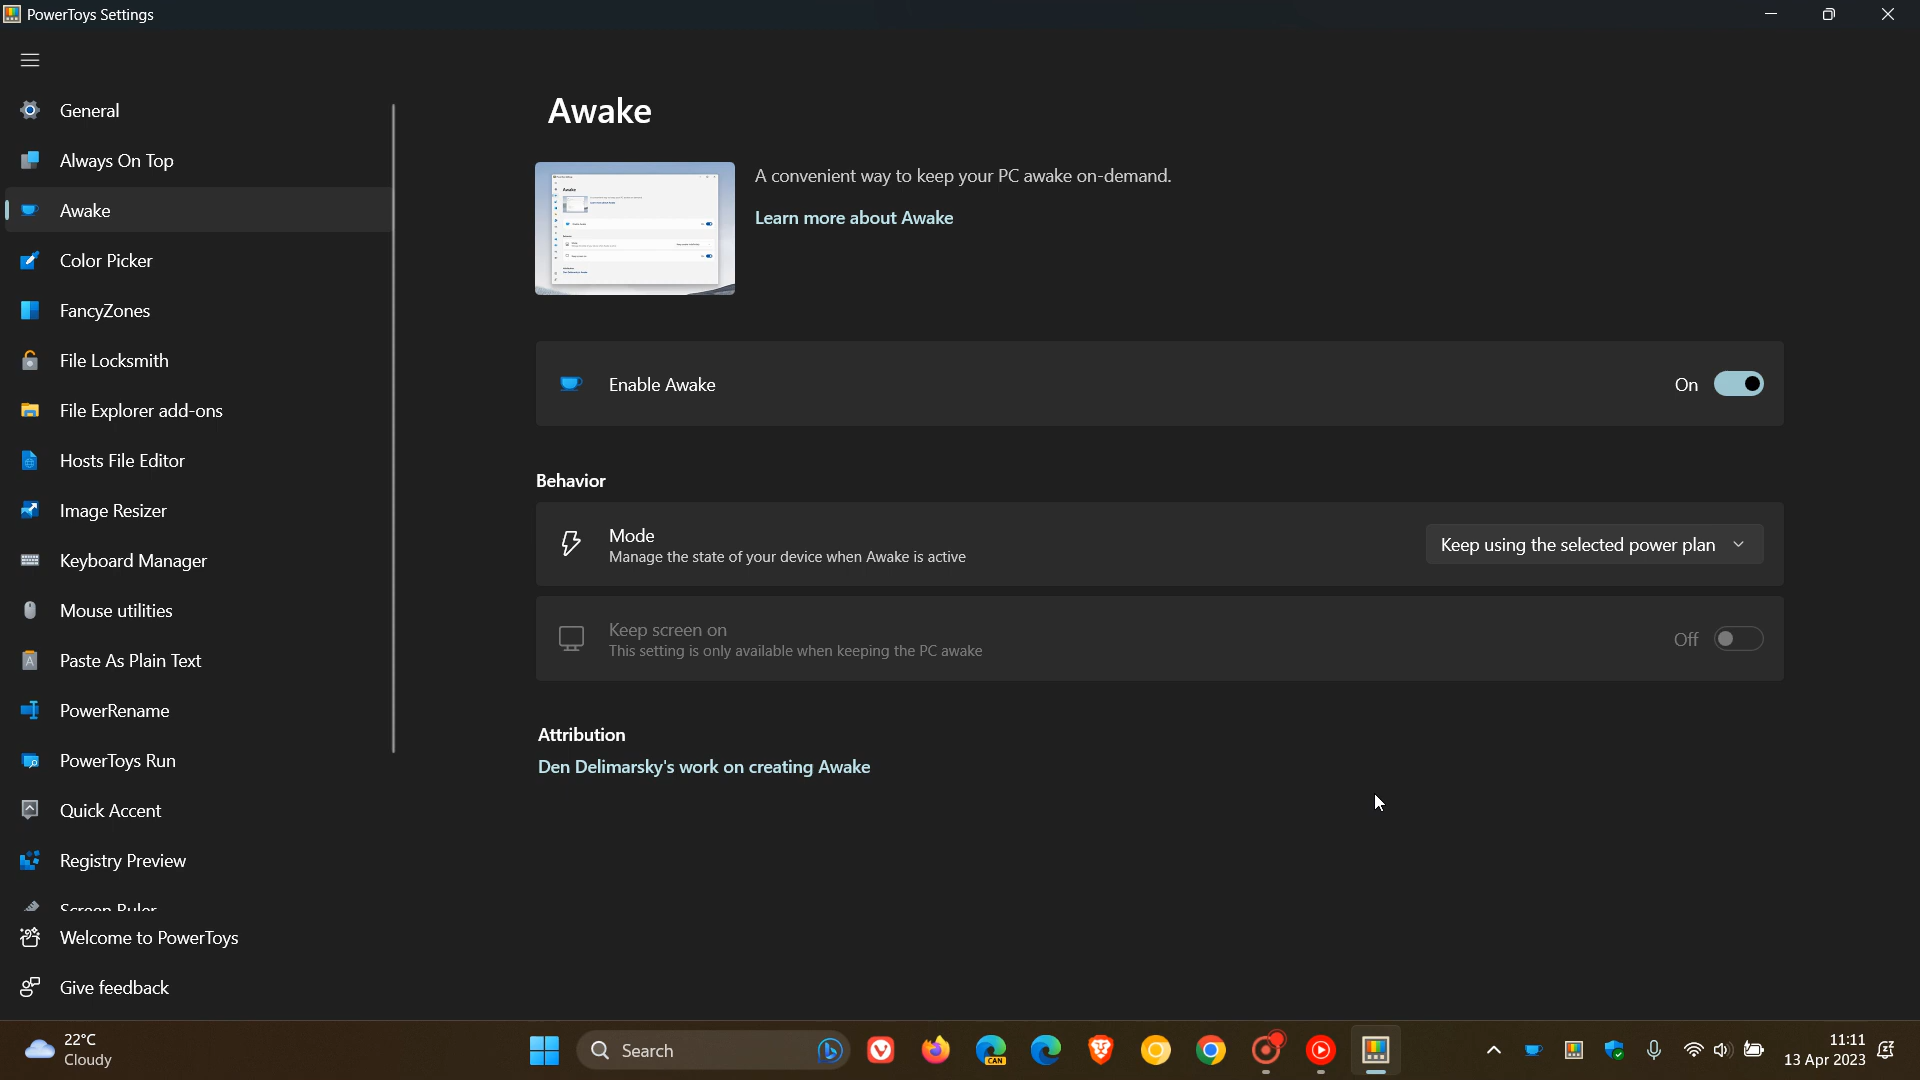 PowerToys Settings
General
Always On Top
Awake
Color Picker
FancyZones
File Locksmith
File Explorer add-ons
Hosts File Editor
Image Resizer
Keyboard Manager
Mouse utilities
Paste As Plain Text
PowerRename
PowerToys Run
Quick Accent
Registry Preview
Screen Ruler
Welcome to PowerToys
Give feedback
Awake
A convenient way to keep your PC awake on-demand.
Learn more about Awake
Enable Awake
On
Behavior
Mode
Manage the state of your device when Awake is active
Keep using the selected power plan
Keep screen on
This setting is only available when keeping the PC awake
Off
Attribution
Den Delimarsky's work on creating Awake
22°C
Cloudy
Search
CAN
11:11
13 Apr 2023